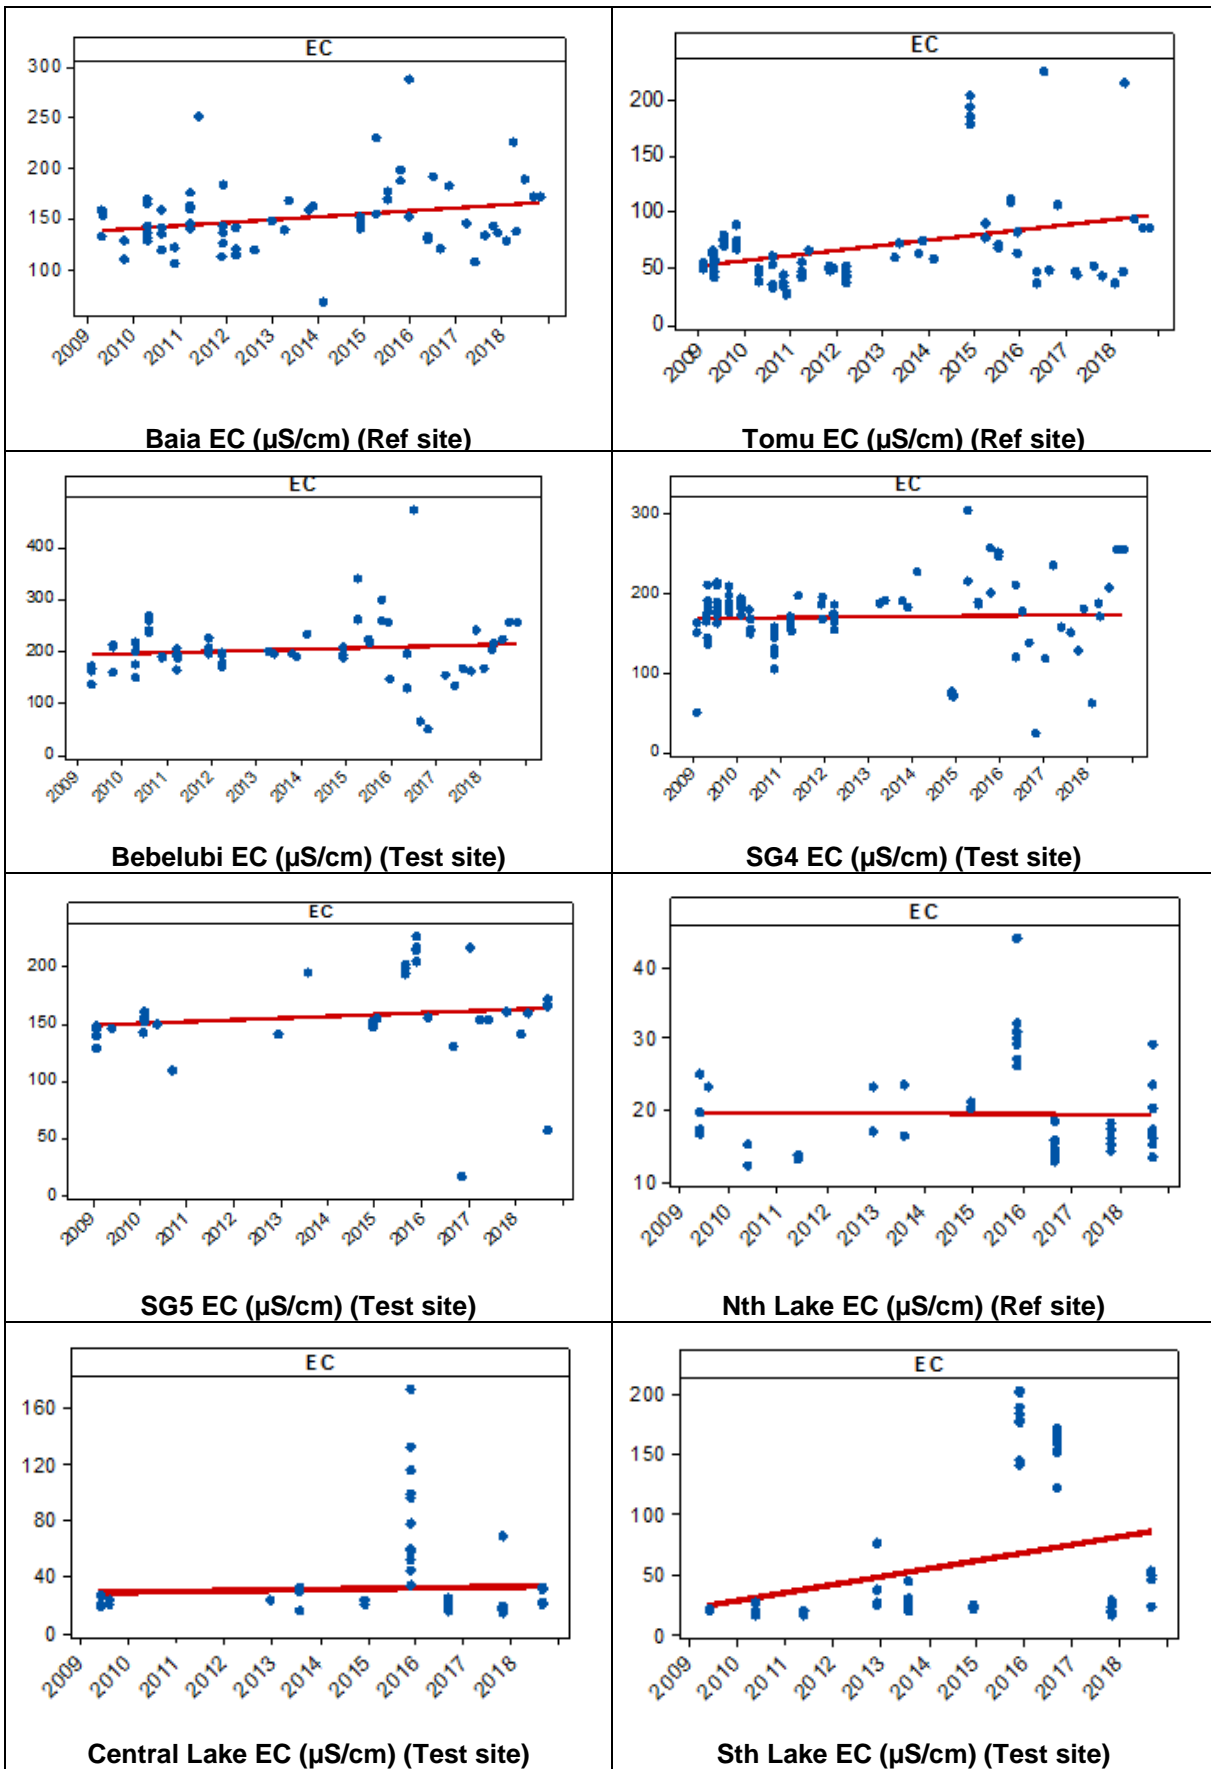 EC
300
250
200
150
100
2009 2010 2011 2012 2013 2014 2015 2016 2017 2018
Baia EC (µS/cm) (Ref site)
EC
200
150
100
50
0
2009 2010 2011 2012 2013 2014 2015 2016 2017 2018
Tomu EC (µS/cm) (Ref site)
EC
400
300
200
100
0
2009 2010 2011 2012 2013 2014 2015 2016 2017 2018
Bebelubi EC (µS/cm) (Test site)
EC
300
200
100
0
2009 2010 2011 2012 2013 2014 2015 2016 2017 2018
SG4 EC (µS/cm) (Test site)
EC
200
150
100
50
0
2009 2010 2011 2012 2013 2014 2015 2016 2017 2018
SG5 EC (µS/cm) (Test site)
EC
40
30
20
10
2009 2010 2011 2012 2013 2014 2015 2016 2017 2018
Nth Lake EC (µS/cm) (Ref site)
EC
160
120
80
40
0
2009 2010 2011 2012 2013 2014 2015 2016 2017 2018
Central Lake EC (µS/cm) (Test site)
EC
200
150
100
50
0
2009 2010 2011 2012 2013 2014 2015 2016 2017 2018
Sth Lake EC (µS/cm) (Test site)